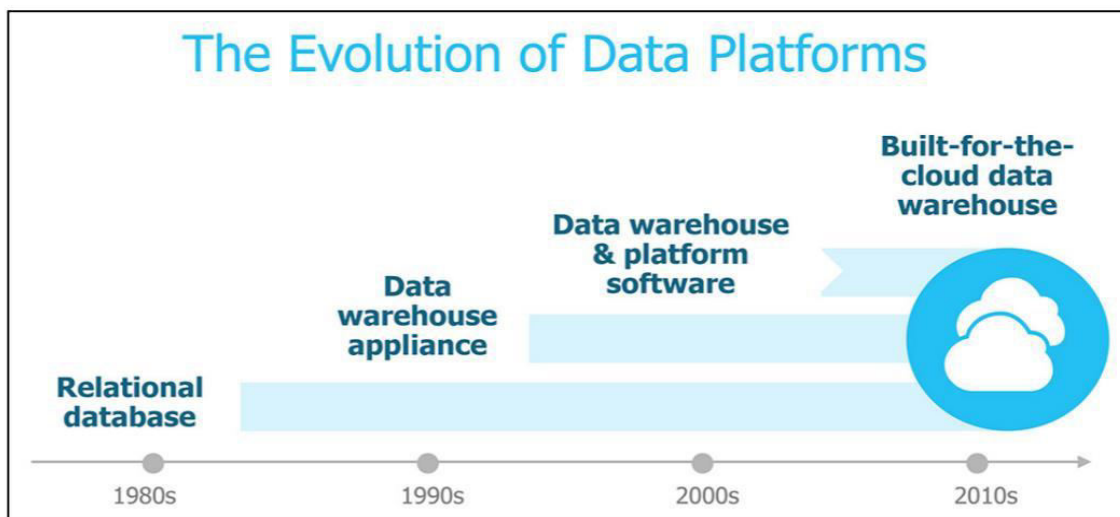 The Evolution of Data Platforms
Built-for-the-
cloud data
warehouse
Data warehouse
& platform
software
Data
warehouse
appliance
Relational
database
1980s
1990s
2000s
2010s